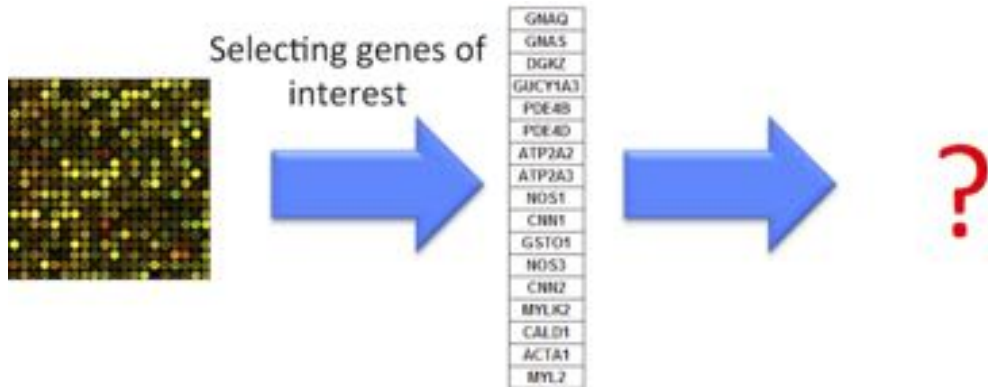 Selecting genes of
interest
GNAQ
GNAS
DGKZ
GUCY1A3
PDE4B
PDE4D
ATP2A2
ATP2A3
NOS1
CNN1
GSTO1
NOS3
CNN2
MYLK2
CALD1
ACTA1
MYL2
?